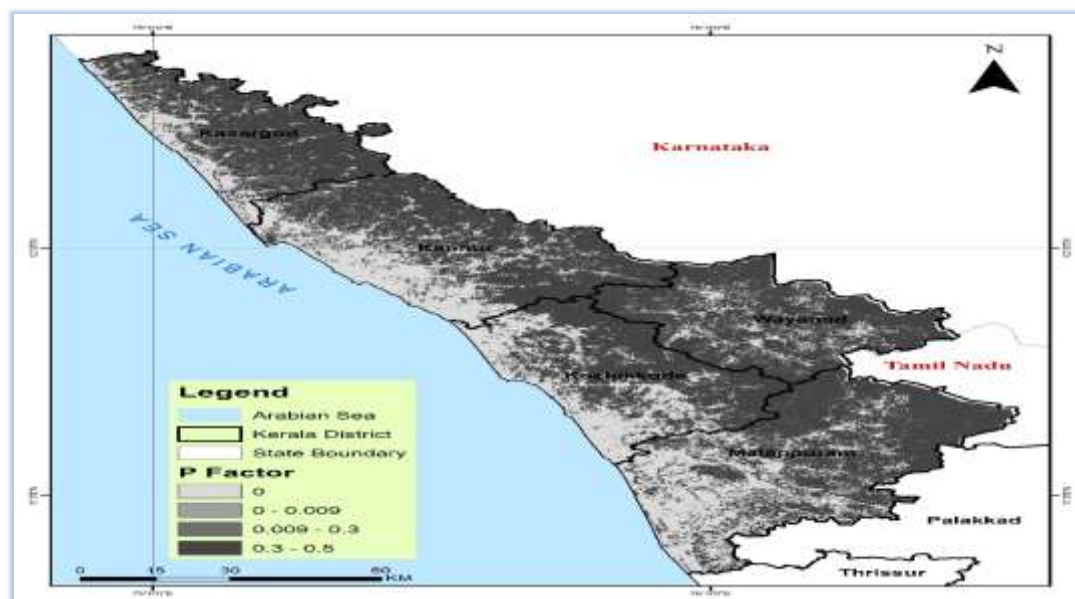 N
Kasargod
Karnataka
Kannur
ARABIAN SEA
Wayanad
Tamil Nadu
Kozhikkode
Malappuram
Palakkad
Thrissur
Legend
Arabian Sea
Kerala District
State Boundary
P Factor
0
0 - 0.009
0.009 - 0.3
0.3 - 0.5
0 15 30 60
KM